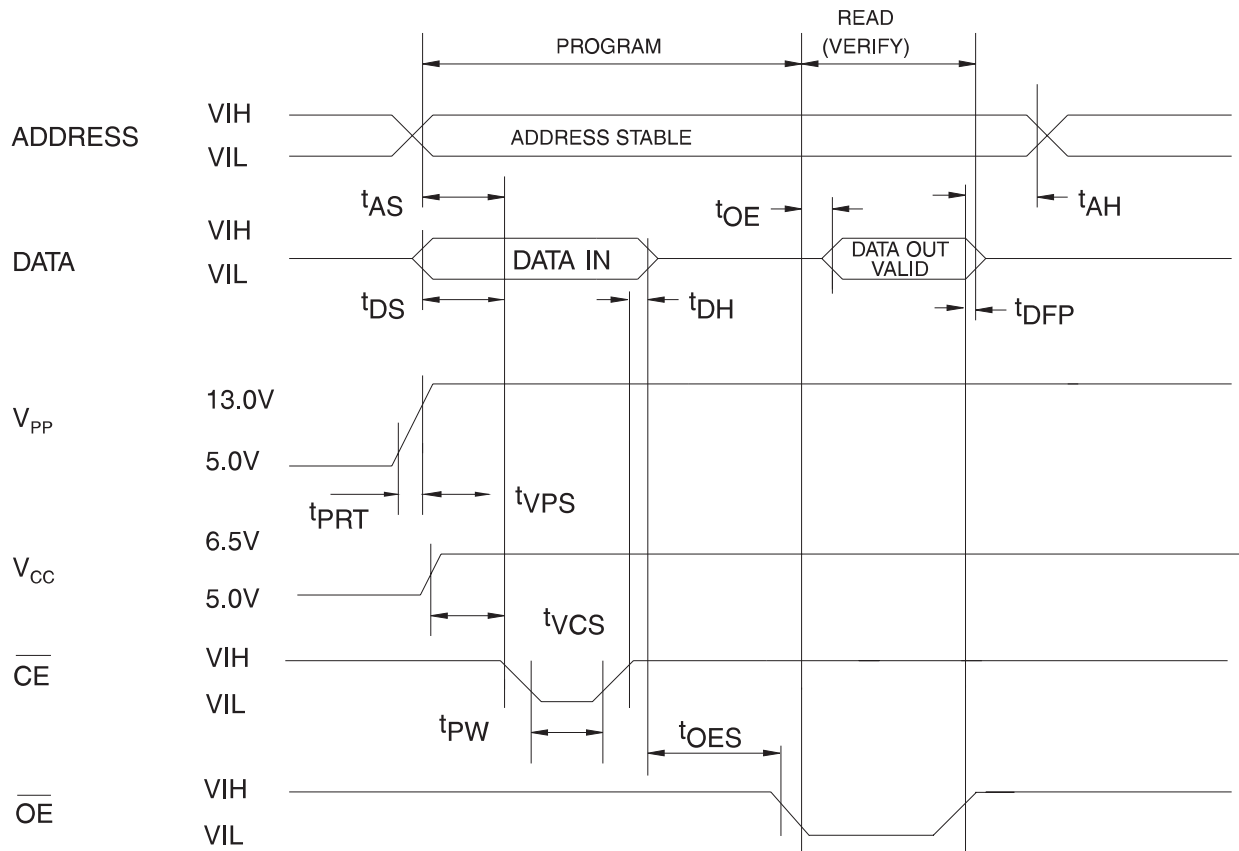 READ
PROGRAM (VERIFY)
VIH
ADDRESS ADDRESS STABLE
VIL
tAS tOE tAH
VIH
DATA DATA IN DATA OUT VALID
VIL
tDS tDH tDFP
13.0V
VPP
5.0V
tPRT tVPS
6.5V
VCC
5.0V
tVCS
VIH
CE
VIL
tPW tOES
VIH
OE
VIL